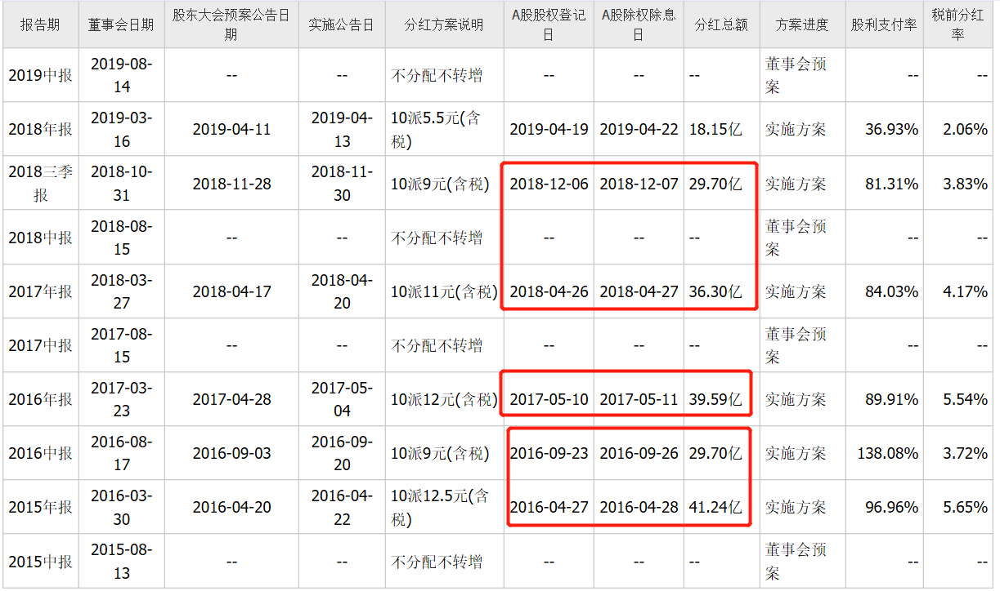 报告期 董事会日期 股东大会预案公告日期 实施公告日 分红方案说明 A股股权登记日 A股除权除息日 分红总额 方案进度 股利支付率 税前分红率
2019中报 2019-08-14 -- -- 不分配不转增 -- -- -- 董事会预案 -- --
2018年报 2019-03-16 2019-04-11 2019-04-13 10派5.5元(含税) 2019-04-19 2019-04-22 18.15亿 实施方案 36.93% 2.06%
2018三季报 2018-10-31 2018-11-28 2018-11-30 10派9元(含税) 2018-12-06 2018-12-07 29.70亿 实施方案 81.31% 3.83%
2018中报 2018-08-15 -- -- 不分配不转增 -- -- -- 董事会预案 -- --
2017年报 2018-03-27 2018-04-17 2018-04-20 10派11元(含税) 2018-04-26 2018-04-27 36.30亿 实施方案 84.03% 4.17%
2017中报 2017-08-15 -- -- 不分配不转增 -- -- -- 董事会预案 -- --
2016年报 2017-03-23 2017-04-28 2017-05-04 10派12元(含税) 2017-05-10 2017-05-11 39.59亿 实施方案 89.91% 5.54%
2016中报 2016-08-17 2016-09-03 2016-09-20 10派9元(含税) 2016-09-23 2016-09-26 29.70亿 实施方案 138.08% 3.72%
2015年报 2016-03-30 2016-04-20 2016-04-22 10派12.5元(含税) 2016-04-27 2016-04-28 41.24亿 实施方案 96.96% 5.65%
2015中报 2015-08-13 -- -- 不分配不转增 -- -- -- 董事会预案 -- --